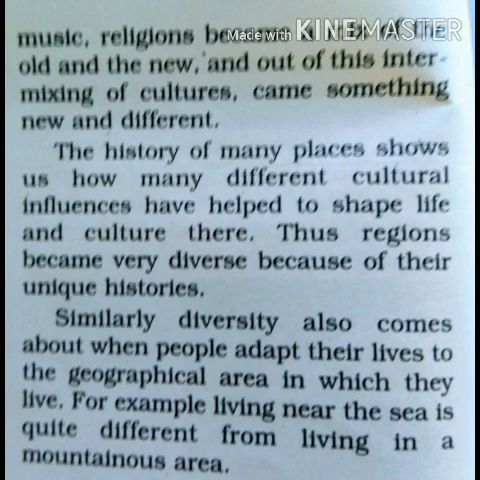 music, religions became a mix of the
Made with KINEMASTER
old and the new, and out of this inter-
mixing of cultures, came something
new and different.
The history of many places shows
us how many different cultural
influences have helped to shape life
and culture there. Thus regions
became very diverse because of their
unique histories.
Similarly diversity also comes
about when people adapt their lives to
the geographical area in which they
live. For example living near the sea is
quite different from living in a
mountainous area.